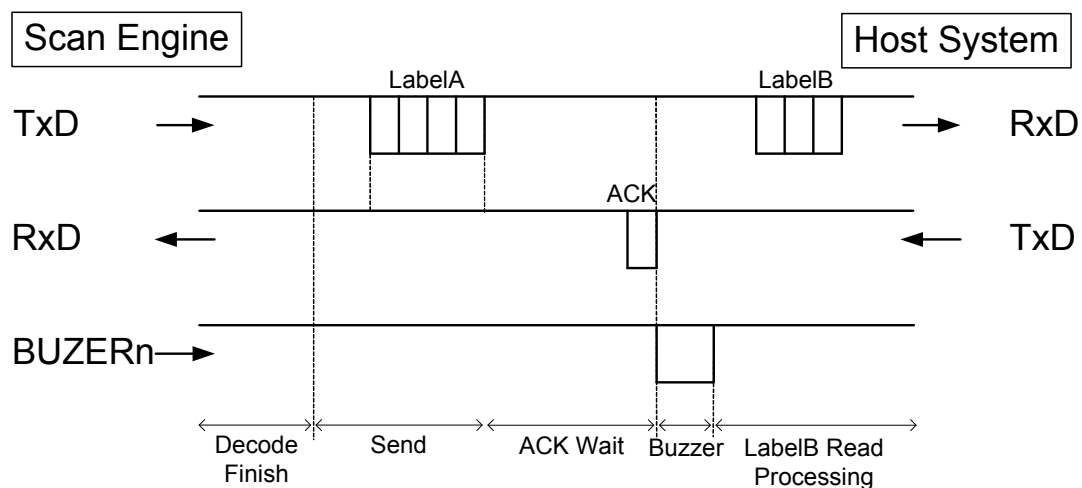 Scan Engine
Host System
LabelA
LabelB
TxD
RxD
ACK
RxD
TxD
BUZERn
Decode
Finish
Send
ACK Wait
Buzzer
LabelB Read
Processing